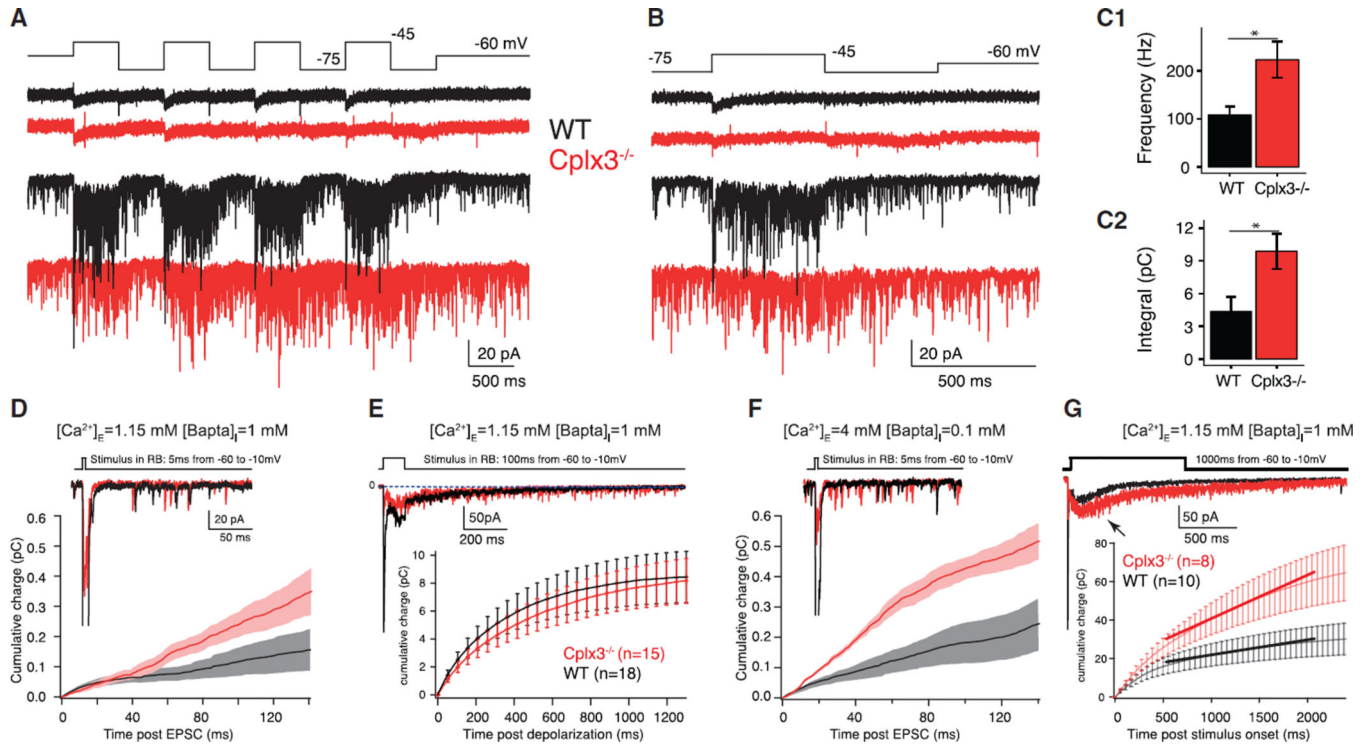 A
-45
-75
-60 mV
WT
Cplx3-/-
20 pA
500 ms
B
-75
-45
-60 mV
20 pA
500 ms
C1
*
Frequency (Hz)
200
100
0
WT Cplx3-/-
C2
*
Integral (pC)
12
9
6
3
0
WT Cplx3-/-
D
[Ca²⁺]E=1.15 mM [Bapta]I=1 mM
Stimulus in RB: 5ms from -60 to -10mV
20 pA
50 ms
Cumulative charge (pC)
0.6
0.5
0.4
0.3
0.2
0.1
0.0
0 40 80 120
Time post EPSC (ms)
E
[Ca²⁺]E=1.15 mM [Bapta]I=1 mM
Stimulus in RB: 100ms from -60 to -10mV
0
50pA
200 ms
cumulative charge (pC)
10
8
6
4
2
0
Cplx3-/- (n=15)
WT (n=18)
0 200 400 600 800 1000 1200
Time post depolarization (ms)
F
[Ca²⁺]E=4 mM [Bapta]I=0.1 mM
Stimulus in RB: 5ms from -60 to -10mV
Cumulative charge (pC)
0.6
0.5
0.4
0.3
0.2
0.1
0.0
0 40 80 120
Time post EPSC (ms)
G
[Ca²⁺]E=1.15 mM [Bapta]I=1 mM
1000ms from -60 to -10mV
50 pA
500 ms
Cplx3-/- (n=8)
WT (n=10)
cumulative charge (pC)
80
60
40
20
0
0 500 1000 1500 2000
Time post stimulus onset (ms)